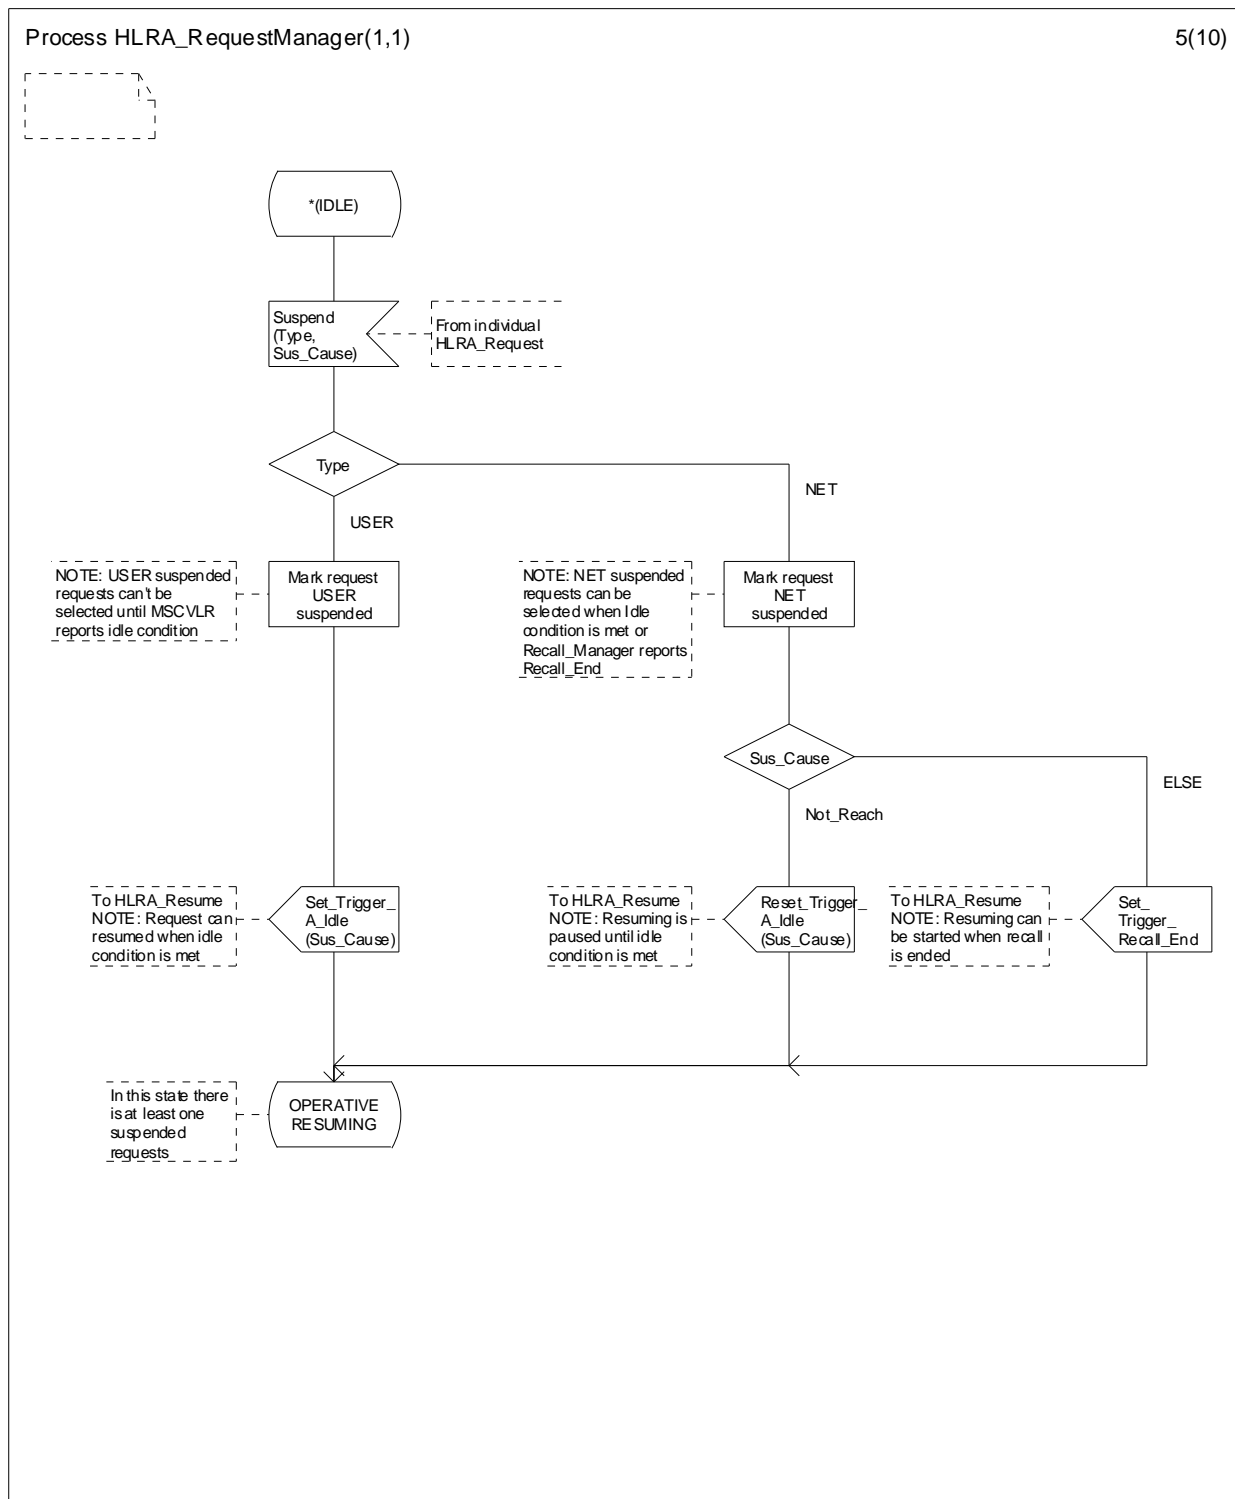 Process HLRA_RequestManager(1,1)
5(10)
*(IDLE)
Suspend
(Type,
Sus_Cause)
From individual
HLRA_Request
Type
NET
USER
NOTE: USER suspended
requests can't be
selected until MSCVLR
reports idle condition
Mark request
USER
suspended
NOTE: NET suspended
requests can be
selected when Idle
condition is met or
Recall_Manager reports
Recall_End
Mark request
NET
suspended
Sus_Cause
ELSE
Not_Reach
To HLRA_Resume
NOTE: Request can
resumed when idle
condition is met
Set_Trigger_
A_Idle
(Sus_Cause)
To HLRA_Resume
NOTE: Resuming is
paused until idle
condition is met
Reset_Trigger_
A_Idle
(Sus_Cause)
To HLRA_Resume
NOTE: Resuming can
be started when recall
is ended
Set_
Trigger_
Recall_End
In this state there
is at least one
suspended
requests
OPERATIVE
RESUMING